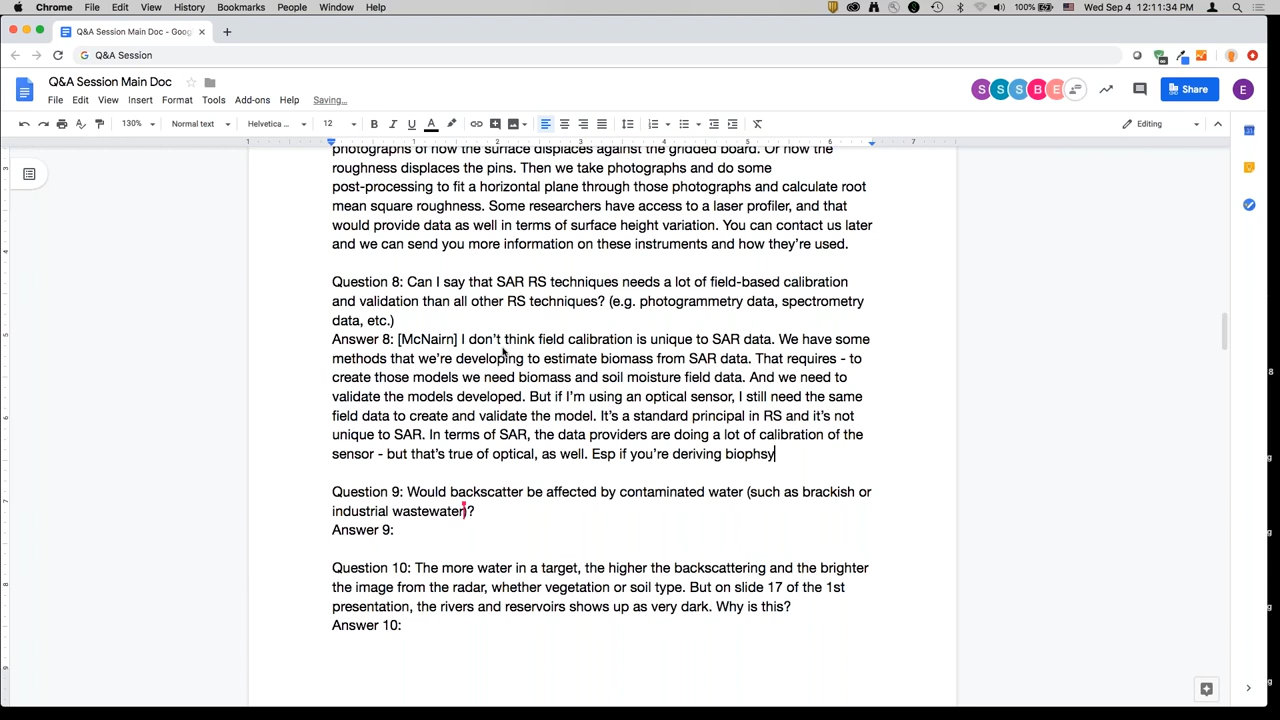 Chrome File Edit View History Bookmarks People Window Help 100% Wed Sep 4 12:11:34 PM
Q&A Session Main Doc - Goog
Q&A Session
Q&A Session Main Doc
S S S B E Share E
File Edit View Insert Format Tools Add-ons Help Saving...
130% Normal text Helvetica ... 12 B I U A Editing
1 1 2 3 4 5 6 7
photographs of how the surface displaces against the gridded board. Or how the
roughness displaces the pins. Then we take photographs and do some
post-processing to fit a horizontal plane through those photographs and calculate root
mean square roughness. Some researchers have access to a laser profiler, and that
would provide data as well in terms of surface height variation. You can contact us later
and we can send you more information on these instruments and how they're used.
Question 8: Can I say that SAR RS techniques needs a lot of field-based calibration
and validation than all other RS techniques? (e.g. photogrammetry data, spectrometry
data, etc.)
Answer 8: [McNairn] I don't think field calibration is unique to SAR data. We have some
methods that we're developing to estimate biomass from SAR data. That requires - to
create those models we need biomass and soil moisture field data. And we need to
validate the models developed. But if I'm using an optical sensor, I still need the same
field data to create and validate the model. It's a standard principal in RS and it's not
unique to SAR. In terms of SAR, the data providers are doing a lot of calibration of the
sensor - but that's true of optical, as well. Esp if you're deriving biophsy
Question 9: Would backscatter be affected by contaminated water (such as brackish or
industrial wastewater)?
Answer 9:
Question 10: The more water in a target, the higher the backscattering and the brighter
the image from the radar, whether vegetation or soil type. But on slide 17 of the 1st
presentation, the rivers and reservoirs shows up as very dark. Why is this?
Answer 10: